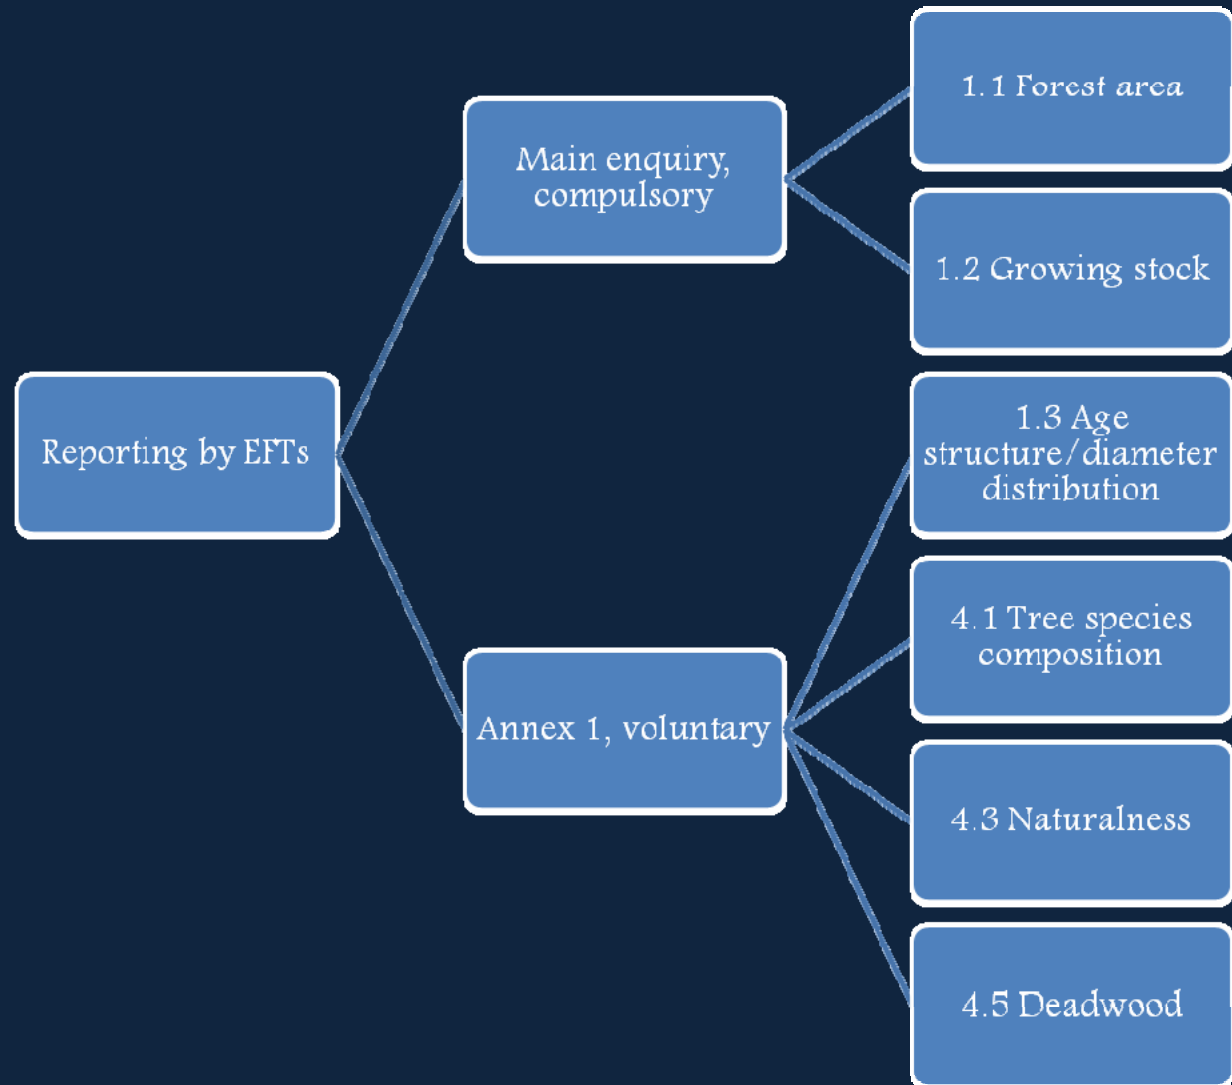 Reporting by EFTs
Main enquiry,
compulsory
1.1 Forest area
1.2 Growing stock
Annex 1, voluntary
1.3 Age
structure/diameter
distribution
4.1 Tree species
composition
4.3 Naturalness
4.5 Deadwood